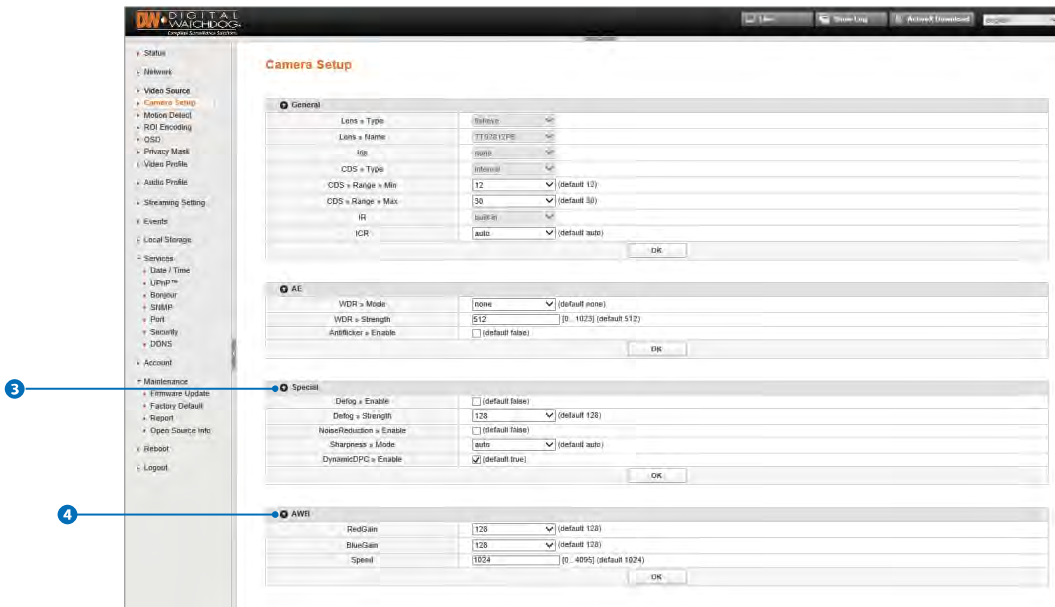 DIGITAL
WATCHDOG
Complete Surveillance Solutions
Live
Show Log
ActiveX Download
english
Status
Network
Video Source
Camera Setup
Motion Detect
ROI Encoding
OSD
Privacy Mask
Video Profile
Audio Profile
Streaming Setting
Events
Local Storage
Services
Date / Time
UPnP™
Bonjour
SNMP
Port
Security
DDNS
Account
Maintenance
Firmware Update
Factory Default
Report
Open Source Info
Reboot
Logout
Camera Setup
General
Lens » Type fisheye
Lens » Name
Iris none
CDS » Type internal
CDS » Range » Min 12 (default 12)
CDS » Range » Max 30 (default 30)
IR built-in
ICR auto (default auto)
OK
AE
WDR » Mode none (default none)
WDR » Strength 512 [0...1023] (default 512)
Antiflicker » Enable (default false)
OK
3
Special
Defog » Enable (default false)
Defog » Strength 128 (default 128)
NoiseReduction » Enable (default false)
Sharpness » Mode auto (default auto)
DynamicDPC » Enable (default true)
OK
4
AWB
RedGain 128 (default 128)
BlueGain 128 (default 128)
Speed 1024 [0...4095] (default 1024)
OK